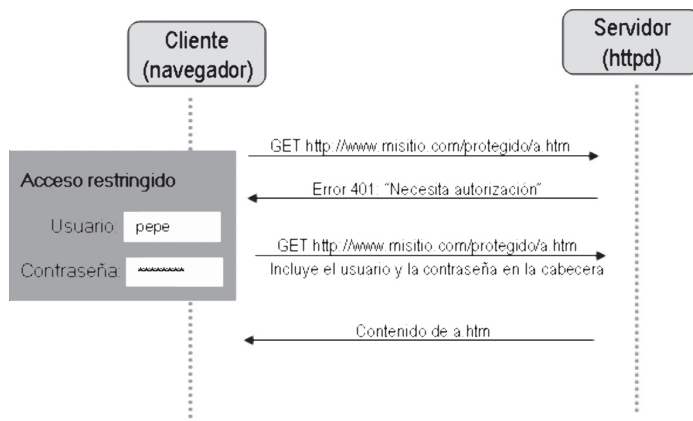 Cliente
(navegador)
Servidor
(httpd)
GET http://www.misitio.com/protegido/a.htm
Acceso restringido
Error 401: "Necesita autorización"
Usuario: pepe
GET http://www.misitio.com/protegido/a.htm
Contraseña: ********
Incluye el usuario y la contraseña en la cabecera
Contenido de a.htm